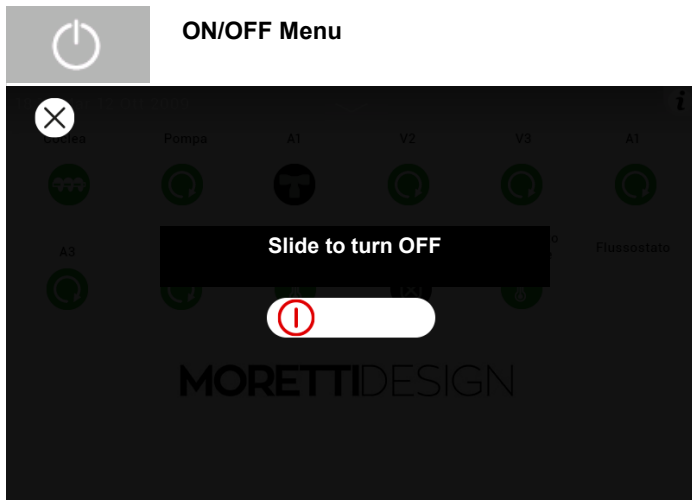 ON/OFF Menu
i
Coclea Pompa A1 V2 V3 A1
A3 Flussostato
Slide to turn OFF
MORETTIDESIGN